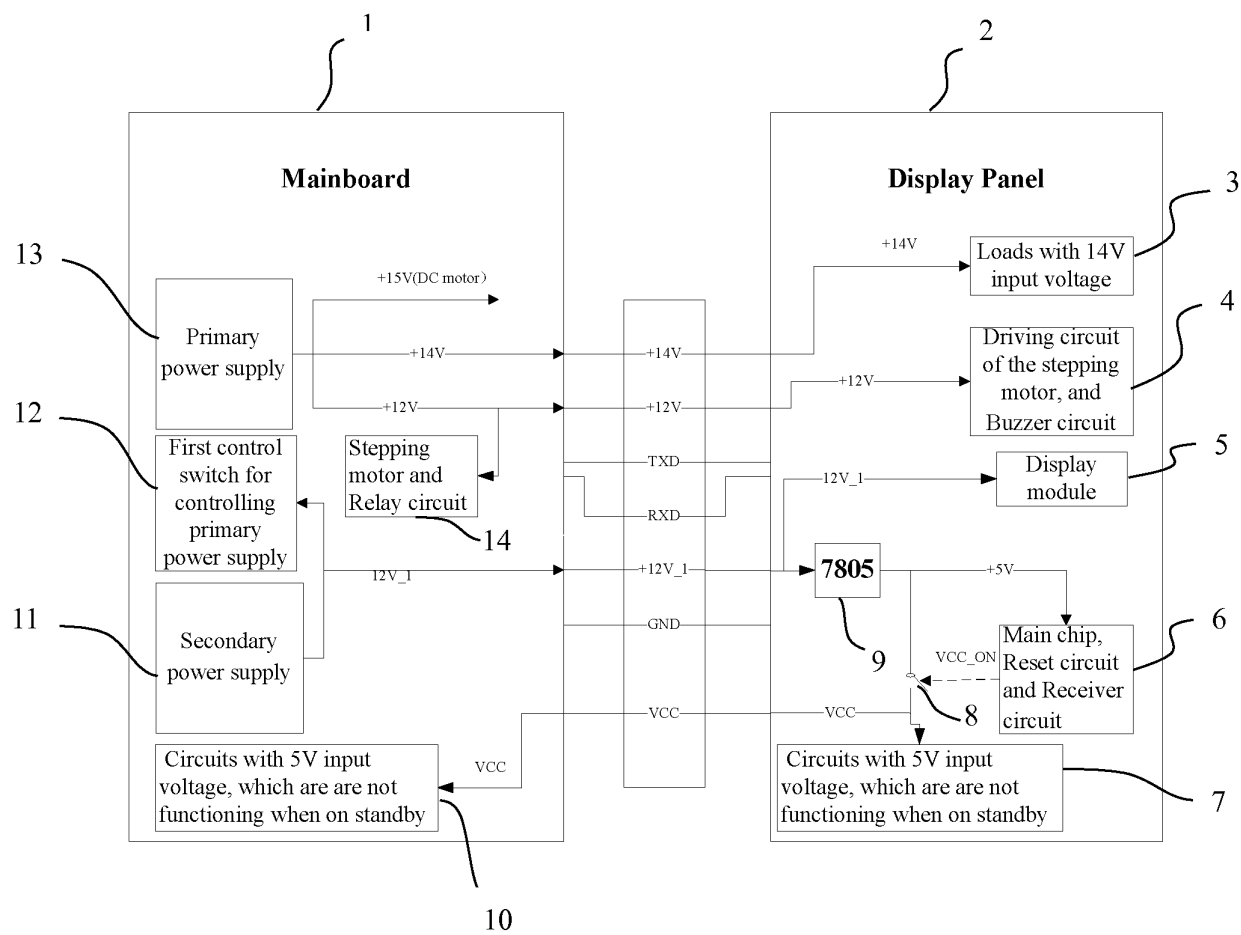 1
2
Mainboard
Display Panel
3
+14V
Loads with 14V
input voltage
13
+15V(DC motor)
4
Primary
power supply
+14V
+14V
Driving circuit
of the stepping
motor, and
Buzzer circuit
+12V
12
+12V
+12V
First control
switch for
controlling
primary
power supply
Stepping
motor and
Relay circuit
14
TXD
RXD
5
12V_1
Display
module
12V_1
+12V_1
7805
+5V
11
Secondary
power supply
GND
9
6
Main chip,
Reset circuit
and Receiver
circuit
VCC_ON
8
VCC
VCC
VCC
Circuits with 5V input
voltage, which are are not
functioning when on standby
10
Circuits with 5V input
voltage, which are are not
functioning when on standby
7